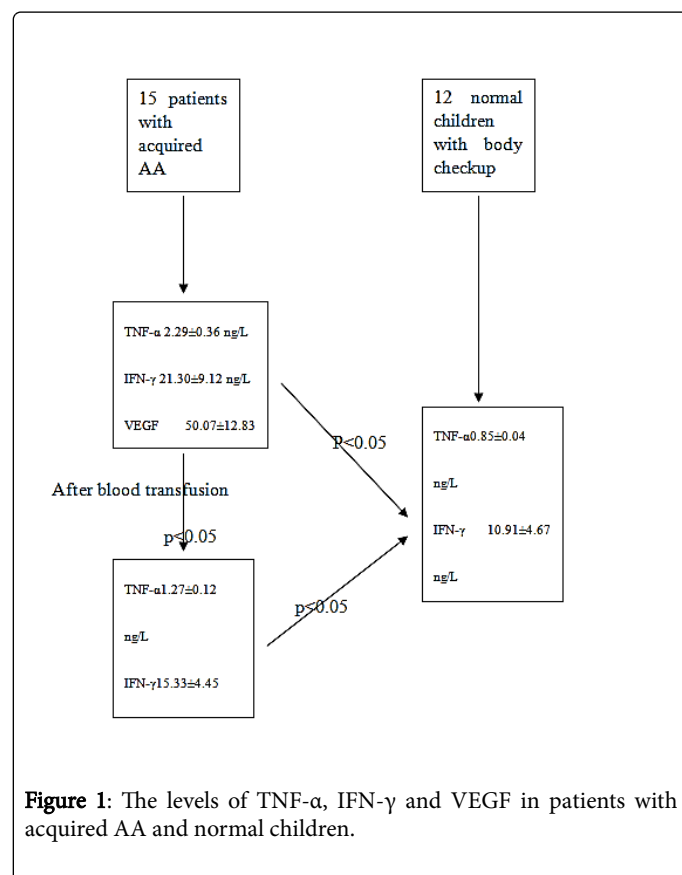 15 patients
with
acquired
AA
12 normal
children
with body
checkup
TNF-α 2.29±0.36 ng/L
IFN-γ 21.30±9.12 ng/L
VEGF 50.07±12.83
P<0.05
TNF-α0.85±0.04
ng/L
IFN-γ 10.91±4.67
ng/L
After blood transfusion
p<0.05
TNF-α1.27±0.12
ng/L
IFN-γ15.33±4.45
p<0.05
Figure 1: The levels of TNF-α, IFN-γ and VEGF in patients with
acquired AA and normal children.